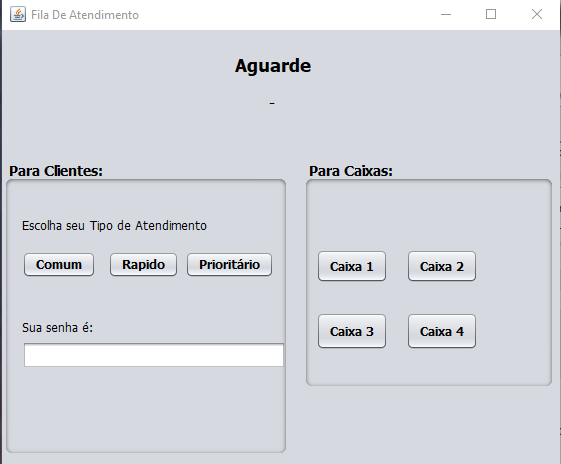 Fila De Atendimento
Aguarde
-
Para Clientes:
Escolha seu Tipo de Atendimento
Comum Rapido Prioritário
Sua senha é:
Para Caixas:
Caixa 1 Caixa 2
Caixa 3 Caixa 4